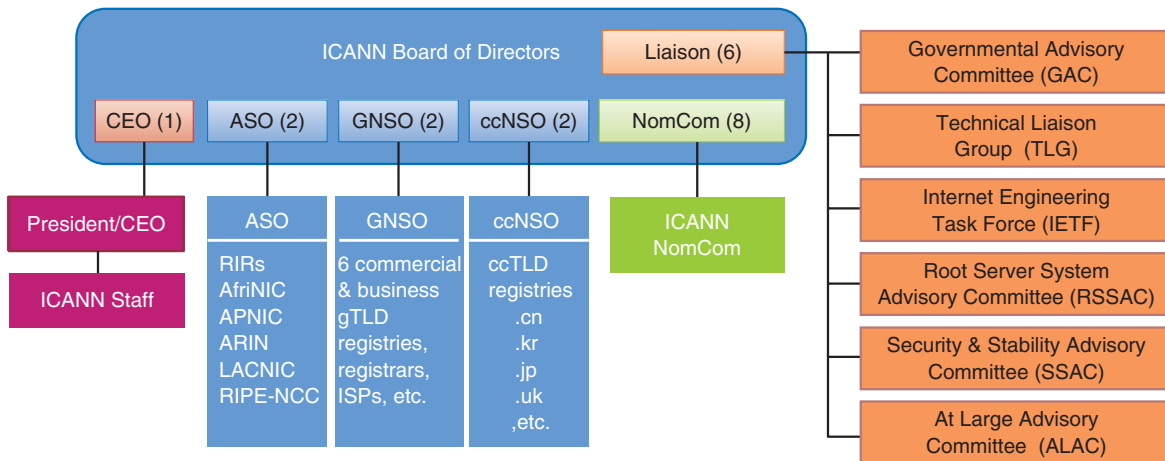 ICANN Board of Directors
Liaison (6)
CEO (1)
ASO (2)
GNSO (2)
ccNSO (2)
NomCom (8)
President/CEO
ICANN Staff
ASO
RIRs
AfriNIC
APNIC
ARIN
LACNIC
RIPE-NCC
GNSO
6 commercial
& business
gTLD
registries,
registrars,
ISPs, etc.
ccNSO
ccTLD
registries
.cn
.kr
.jp
.uk
,etc.
ICANN
NomCom
Governmental Advisory
Committee (GAC)
Technical Liaison
Group (TLG)
Internet Engineering
Task Force (IETF)
Root Server System
Advisory Committee (RSSAC)
Security & Stability Advisory
Committee (SSAC)
At Large Advisory
Committee (ALAC)